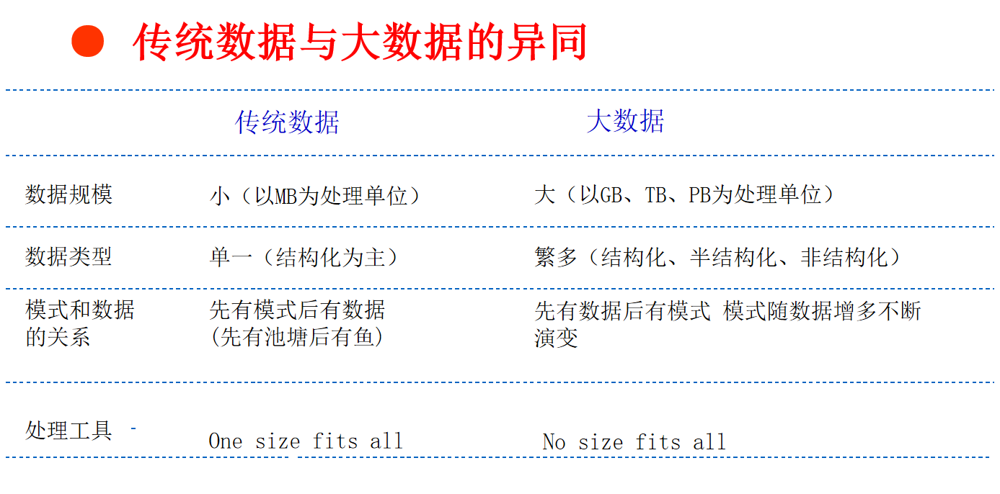 传统数据与大数据的异同
传统数据 大数据
数据规模 小（以MB为处理单位） 大（以GB、TB、PB为处理单位）
数据类型 单一（结构化为主） 繁多（结构化、半结构化、非结构化）
模式和数据 先有模式后有数据 先有数据后有模式 模式随数据增多不断
的关系 (先有池塘后有鱼) 演变
处理工具 One size fits all No size fits all